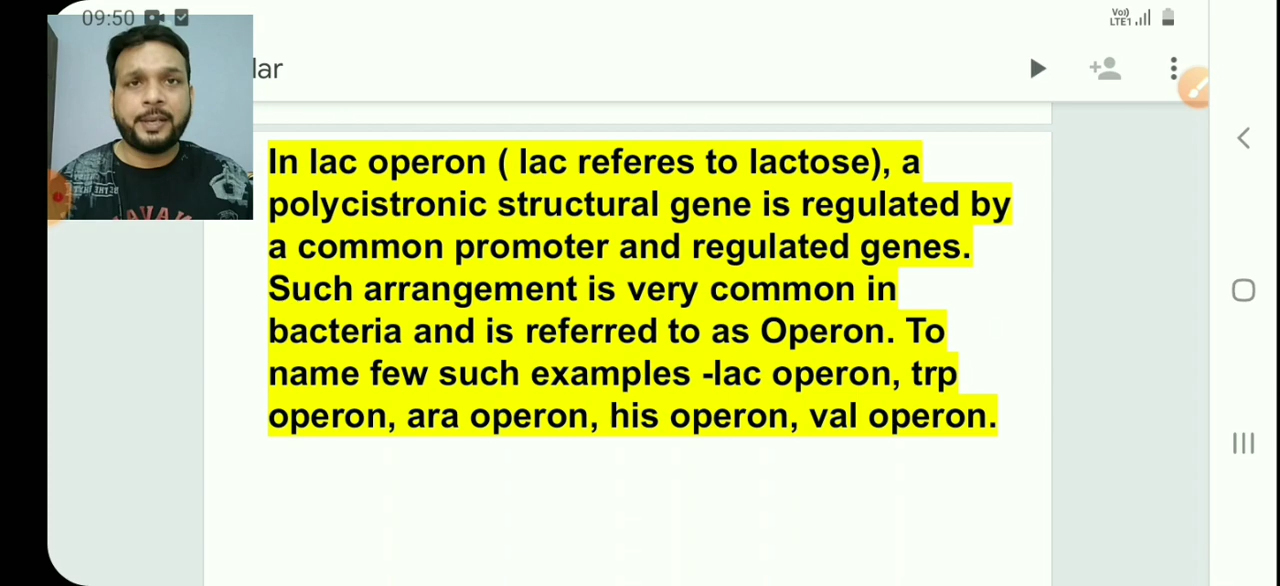 09:50
Vo))
LTE1
lar
In lac operon ( lac referes to lactose), a
polycistronic structural gene is regulated by
a common promoter and regulated genes.
Such arrangement is very common in
bacteria and is referred to as Operon. To
name few such examples -lac operon, trp
operon, ara operon, his operon, val operon.